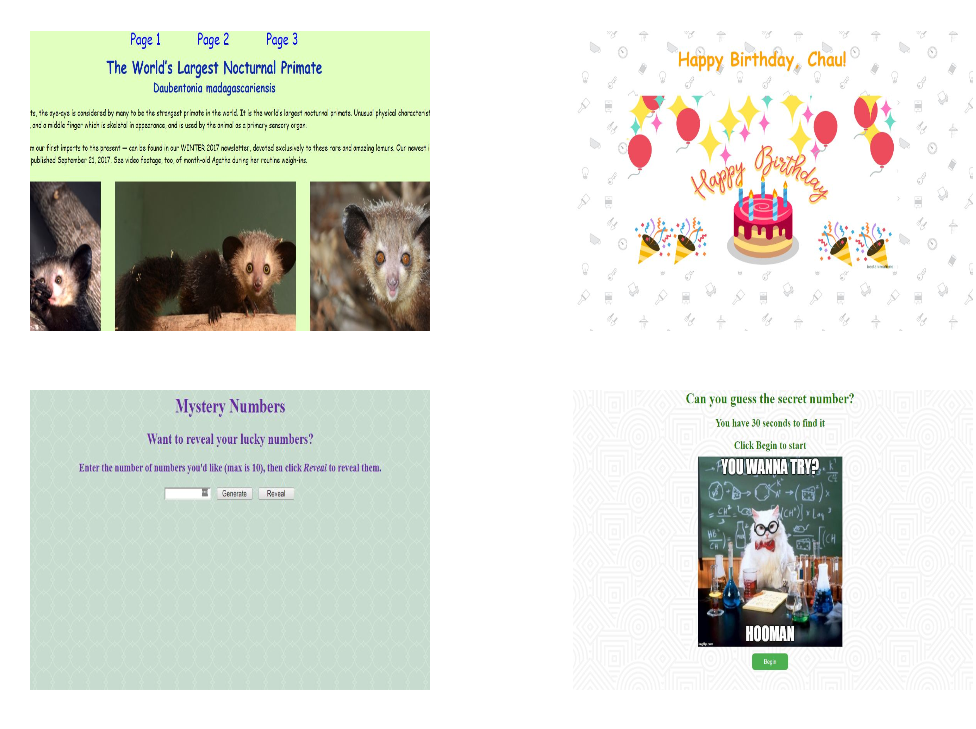 Page 1 Page 2 Page 3
The World's Largest Nocturnal Primate
Daubentonia madagascariensis
ts, the aye-aye is considered by many to be the strangest primate in the world. It is the world's largest nocturnal primate. Unusual physical characterist
, and a middle finger which is skeletal in appearance, and is used by the animal as a primary sensory organ.
m our first imports to the present — can be found in our WINTER 2017 newsletter, devoted exclusively to these rare and amazing lemurs. Our newest i
published September 21, 2017. See video footage, too, of month-old Agatha during her routine weigh-ins.
Happy Birthday, Chau!
Happy Birthday
Mystery Numbers
Want to reveal your lucky numbers?
Enter the number of numbers you'd like (max is 10), then click Reveal to reveal them.
Generate Reveal
Can you guess the secret number?
You have 30 seconds to find it
Click Begin to start
YOU WANNA TRY?
HOOMAN
imgflip.com
Begin